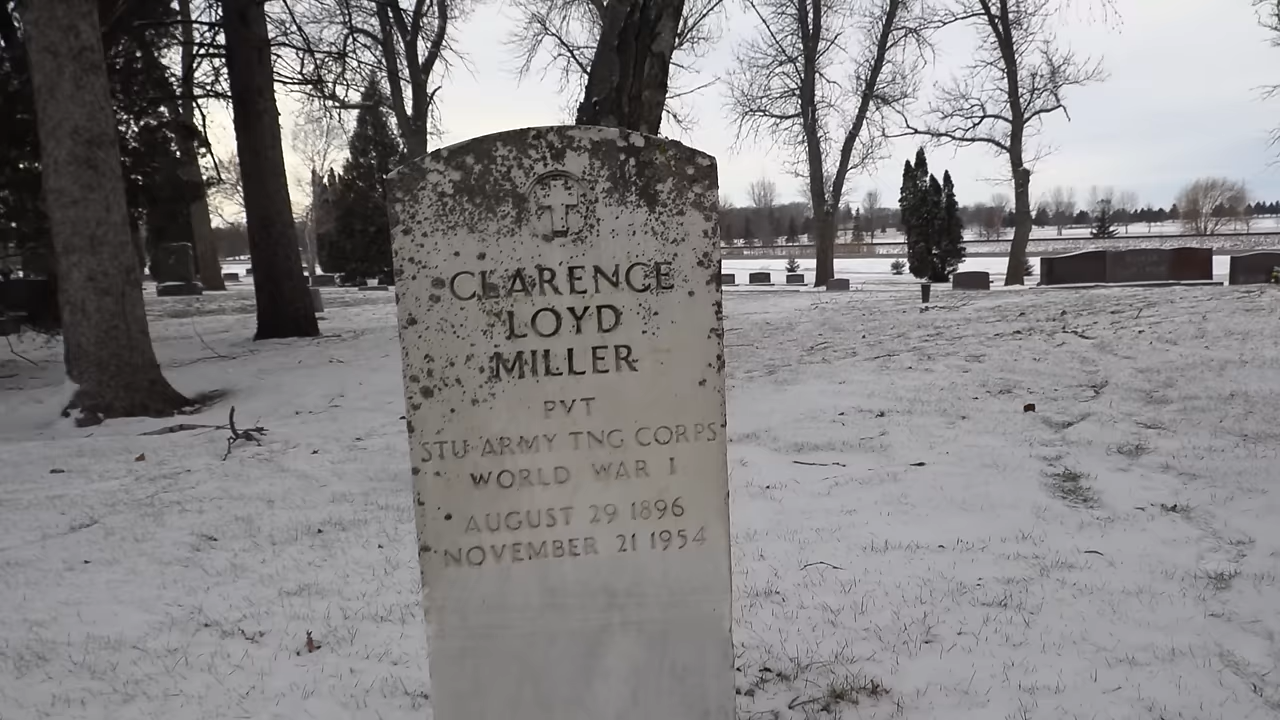 CLARENCE
LOYD
MILLER
PVT
STU ARMY TNG CORPS
WORLD WAR I
AUGUST 29 1896
NOVEMBER 21 1954